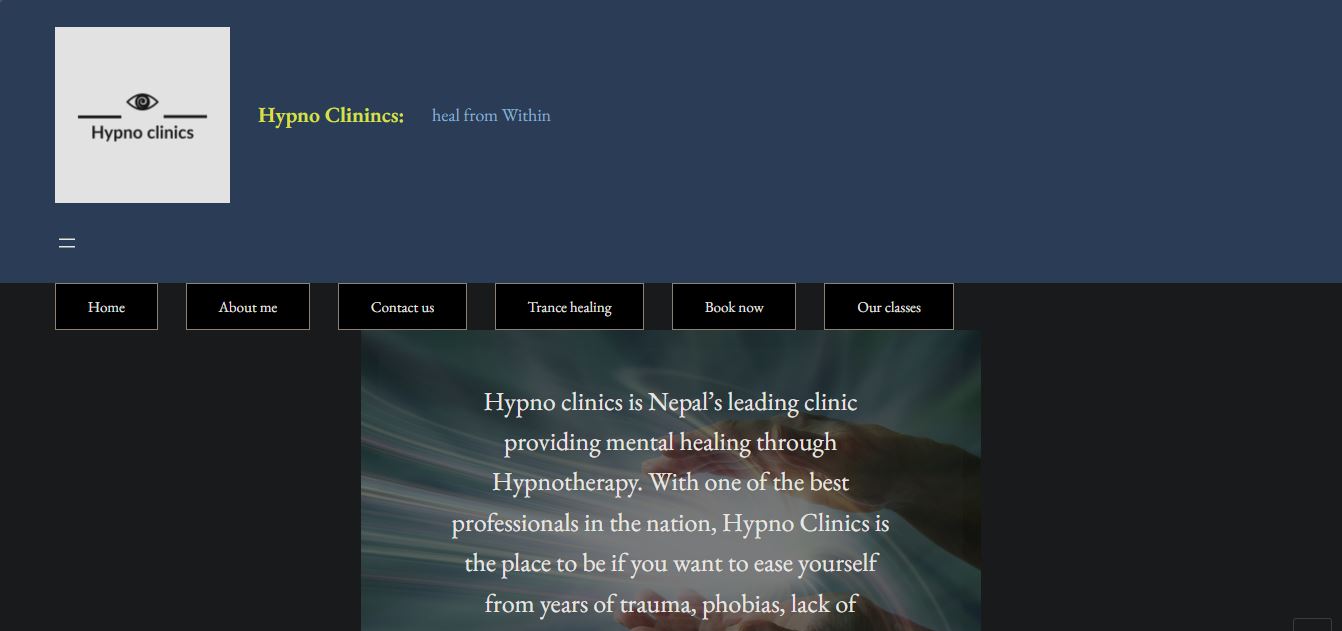 Hypno clinics
Hypno Clinincs:
heal from Within
Home
About me
Contact us
Trance healing
Book now
Our classes
Hypno clinics is Nepal’s leading clinic
providing mental healing through
Hypnotherapy. With one of the best
professionals in the nation, Hypno Clinics is
the place to be if you want to ease yourself
from years of trauma, phobias, lack of